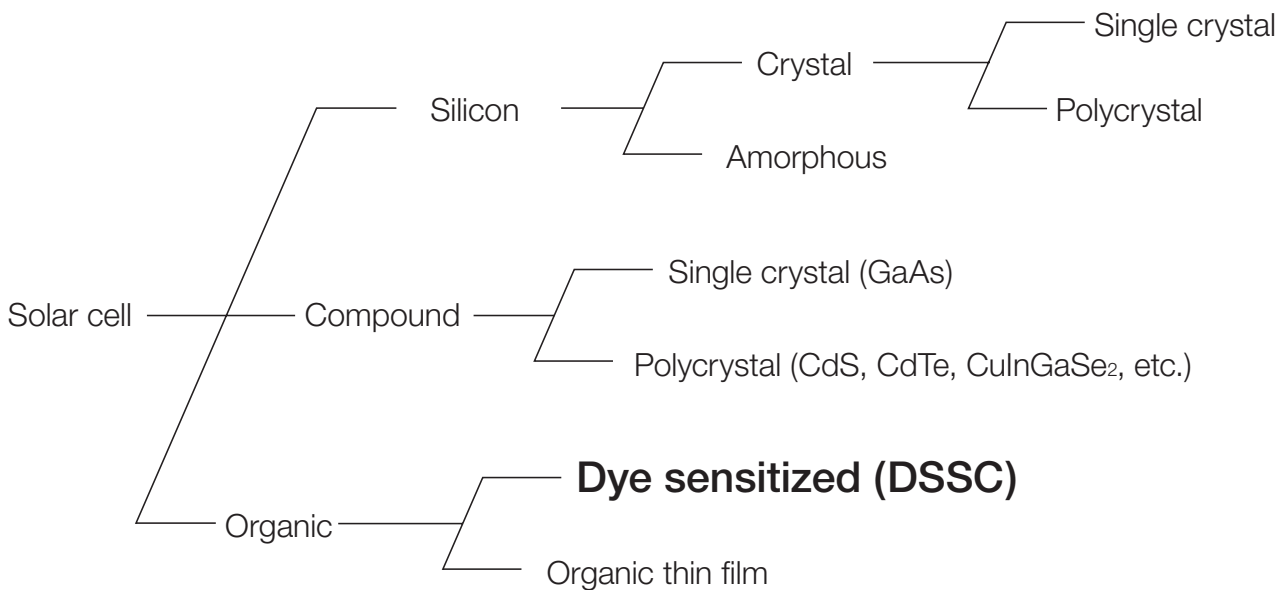 Single crystal
Crystal
Silicon
Polycrystal
Amorphous
Single crystal (GaAs)
Solar cell
Compound
Polycrystal (CdS, CdTe, CuInGaSe2, etc.)
Dye sensitized (DSSC)
Organic
Organic thin film